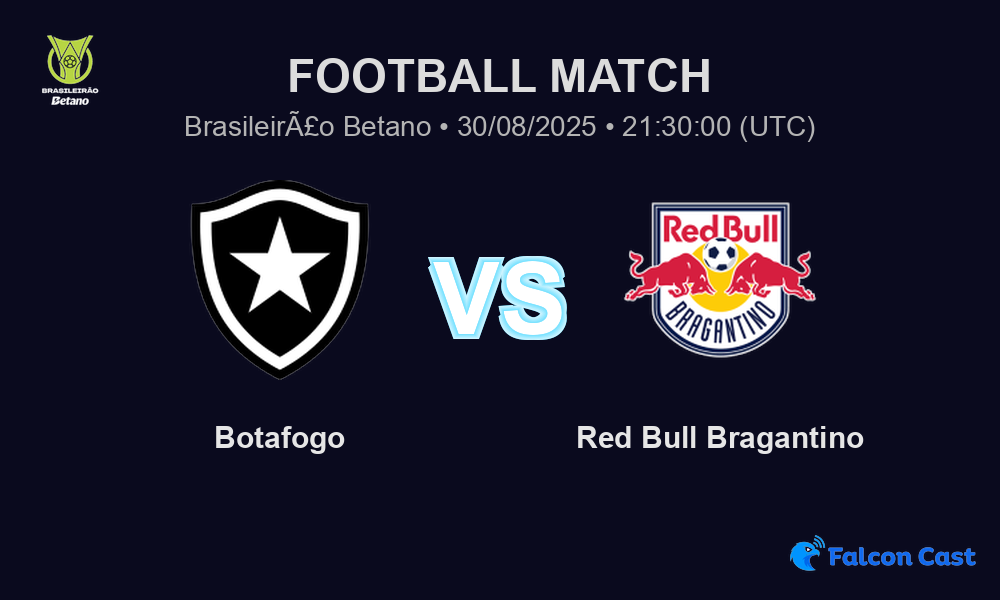 BRASILEIRÃO
Betano
FOOTBALL MATCH
BrasileirÃ£o Betano • 30/08/2025 • 21:30:00 (UTC)
Red Bull
BRAGANTINO
VS
Botafogo
Red Bull Bragantino
Falcon Cast